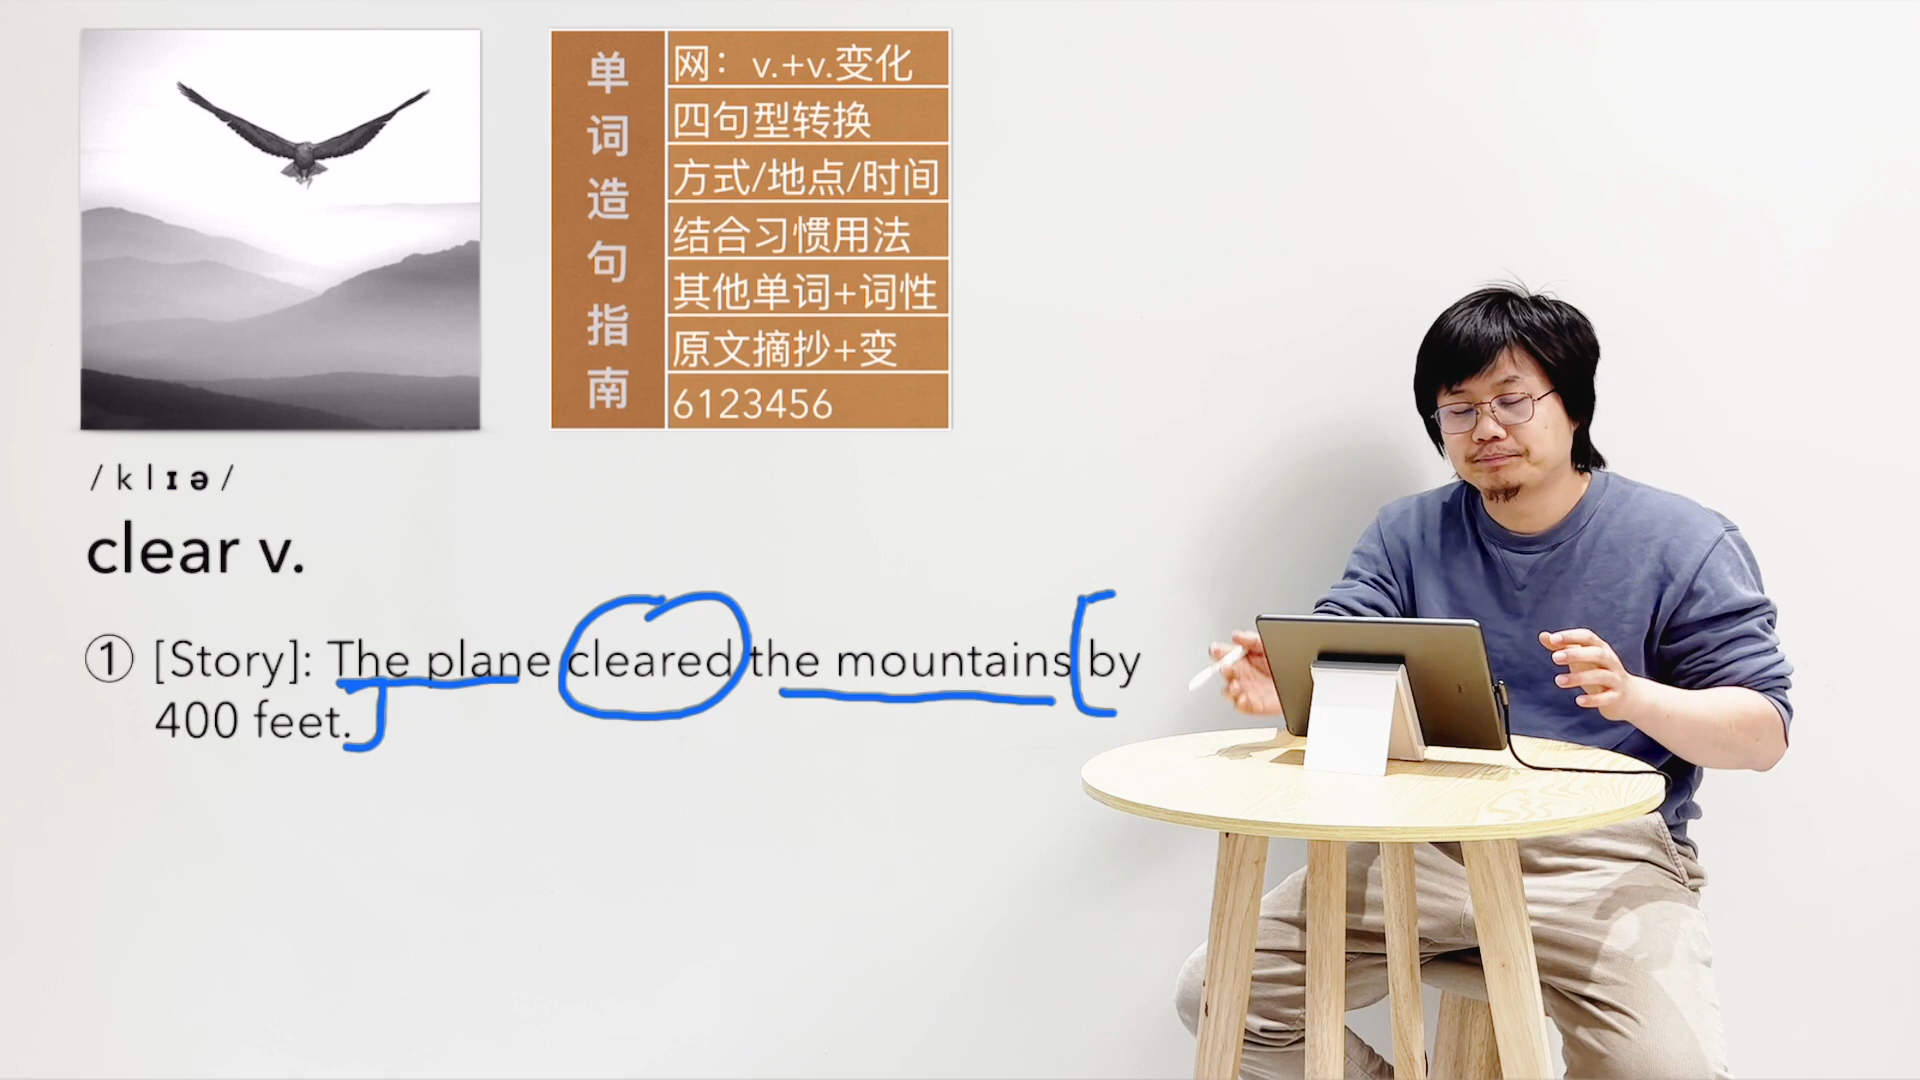 单词造句指南
网：v.+v.变化
四句型转换
方式/地点/时间
结合习惯用法
其他单词+词性
原文摘抄+变
6123456
/klɪə/
clear v.
① [Story]: The plane cleared the mountains by
400 feet.